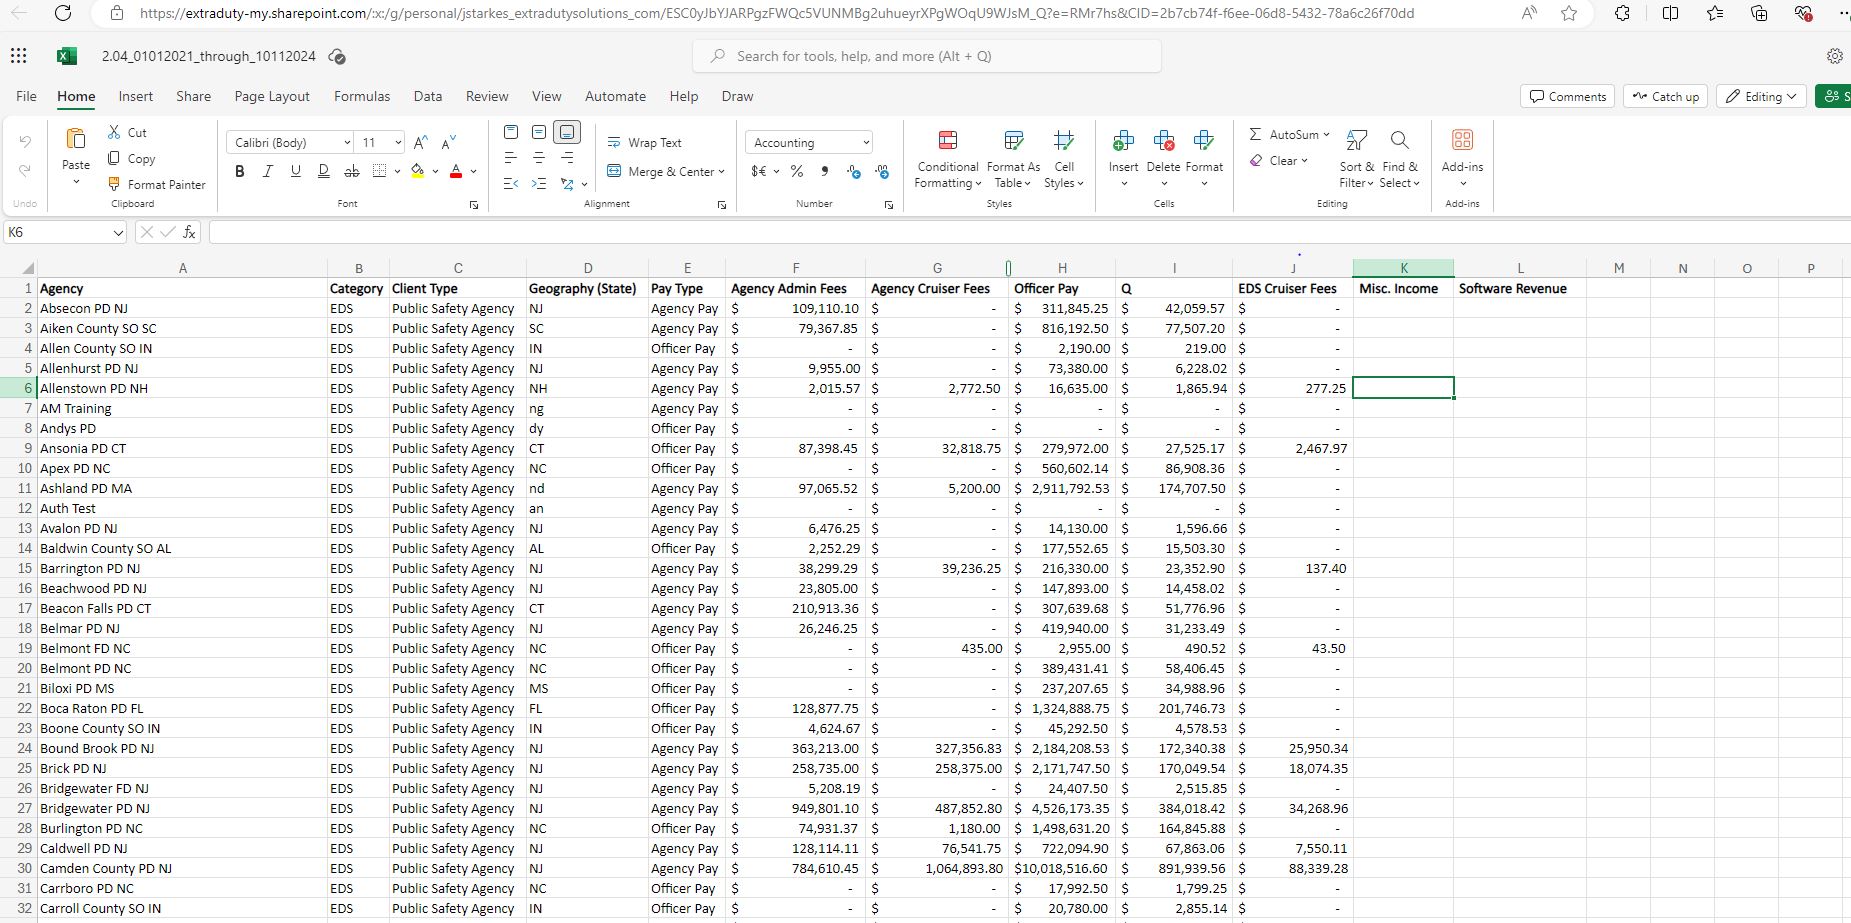 https://extraduty-my.sharepoint.com/:x:/g/personal/jstarkes_extradutysolutions_com/ESC0yJbYJARPgzFWQc5VUNMBg2uhueyrXPgWOqU9WJsM_Q?e=RMr7hs&CID=2b7cb74f-f6ee-06d8-5432-78a6c26f70dd
2.04_01012021_through_10112024
Search for tools, help, and more (Alt + Q)
File Home Insert Share Page Layout Formulas Data Review View Automate Help Draw
Comments Catch up Editing S
Paste Cut Copy Format Painter
Calibri (Body) 11
Wrap Text Merge & Center
Accounting
Conditional Formatting Format As Table Cell Styles
Insert Delete Format
AutoSum Clear Sort & Filter Find & Select
Add-ins
Undo Clipboard Font Alignment Number Styles Cells Editing Add-ins
K6 fx
A B C D E F G H I J K L M N O P
1 Agency Category Client Type Geography (State) Pay Type Agency Admin Fees Agency Cruiser Fees Officer Pay Q EDS Cruiser Fees Misc. Income Software Revenue
2 Absecon PD NJ EDS Public Safety Agency NJ Agency Pay $ 109,110.10 $ - $ 311,845.25 $ 42,059.57 $ -
3 Aiken County SO SC EDS Public Safety Agency SC Agency Pay $ 79,367.85 $ - $ 816,192.50 $ 77,507.20 $ -
4 Allen County SO IN EDS Public Safety Agency IN Officer Pay $ - $ - $ 2,190.00 $ 219.00 $ -
5 Allenhurst PD NJ EDS Public Safety Agency NJ Agency Pay $ 9,955.00 $ - $ 73,380.00 $ 6,228.02 $ -
6 Allenstown PD NH EDS Public Safety Agency NH Agency Pay $ 2,015.57 $ 2,772.50 $ 16,635.00 $ 1,865.94 $ 277.25
7 AM Training EDS Public Safety Agency ng Agency Pay $ - $ - $ - $ - $ -
8 Andys PD EDS Public Safety Agency dy Officer Pay $ - $ - $ - $ - $ -
9 Ansonia PD CT EDS Public Safety Agency CT Officer Pay $ 87,398.45 $ 32,818.75 $ 279,972.00 $ 27,525.17 $ 2,467.97
10 Apex PD NC EDS Public Safety Agency NC Officer Pay $ - $ - $ 560,602.14 $ 86,908.36 $ -
11 Ashland PD MA EDS Public Safety Agency nd Agency Pay $ 97,065.52 $ 5,200.00 $ 2,911,792.53 $ 174,707.50 $ -
12 Auth Test EDS Public Safety Agency an Agency Pay $ - $ - $ - $ - $ -
13 Avalon PD NJ EDS Public Safety Agency NJ Agency Pay $ 6,476.25 $ - $ 14,130.00 $ 1,596.66 $ -
14 Baldwin County SO AL EDS Public Safety Agency AL Officer Pay $ 2,252.29 $ - $ 177,552.65 $ 15,503.30 $ -
15 Barrington PD NJ EDS Public Safety Agency NJ Agency Pay $ 38,299.29 $ 39,236.25 $ 216,330.00 $ 23,352.90 $ 137.40
16 Beachwood PD NJ EDS Public Safety Agency NJ Agency Pay $ 23,805.00 $ - $ 147,893.00 $ 14,458.02 $ -
17 Beacon Falls PD CT EDS Public Safety Agency CT Agency Pay $ 210,913.36 $ - $ 307,639.68 $ 51,776.96 $ -
18 Belmar PD NJ EDS Public Safety Agency NJ Agency Pay $ 26,246.25 $ - $ 419,940.00 $ 31,233.49 $ -
19 Belmont FD NC EDS Public Safety Agency NC Officer Pay $ - $ 435.00 $ 2,955.00 $ 490.52 $ 43.50
20 Belmont PD NC EDS Public Safety Agency NC Officer Pay $ - $ - $ 389,431.41 $ 58,406.45 $ -
21 Biloxi PD MS EDS Public Safety Agency MS Officer Pay $ - $ - $ 237,207.65 $ 34,988.96 $ -
22 Boca Raton PD FL EDS Public Safety Agency FL Officer Pay $ 128,877.75 $ - $ 1,324,888.75 $ 201,746.73 $ -
23 Boone County SO IN EDS Public Safety Agency IN Officer Pay $ 4,624.67 $ - $ 45,292.50 $ 4,578.53 $ -
24 Bound Brook PD NJ EDS Public Safety Agency NJ Agency Pay $ 363,213.00 $ 327,356.83 $ 2,184,208.53 $ 172,340.38 $ 25,950.34
25 Brick PD NJ EDS Public Safety Agency NJ Agency Pay $ 258,735.00 $ 258,375.00 $ 2,171,747.50 $ 170,049.54 $ 18,074.35
26 Bridgewater FD NJ EDS Public Safety Agency NJ Agency Pay $ 5,208.19 $ - $ 24,407.50 $ 2,515.85 $ -
27 Bridgewater PD NJ EDS Public Safety Agency NJ Agency Pay $ 949,801.10 $ 487,852.80 $ 4,526,173.35 $ 384,018.42 $ 34,268.96
28 Burlington PD NC EDS Public Safety Agency NC Officer Pay $ 74,931.37 $ 1,180.00 $ 1,498,631.20 $ 164,845.88 $ -
29 Caldwell PD NJ EDS Public Safety Agency NJ Agency Pay $ 128,114.11 $ 76,541.75 $ 722,094.90 $ 67,863.06 $ 7,550.11
30 Camden County PD NJ EDS Public Safety Agency NJ Agency Pay $ 784,610.45 $ 1,064,893.80 $10,018,516.60 $ 891,939.56 $ 88,339.28
31 Carrboro PD NC EDS Public Safety Agency NC Officer Pay $ - $ - $ 17,992.50 $ 1,799.25 $ -
32 Carroll County SO IN EDS Public Safety Agency IN Officer Pay $ - $ - $ 20,780.00 $ 2,855.14 $ -